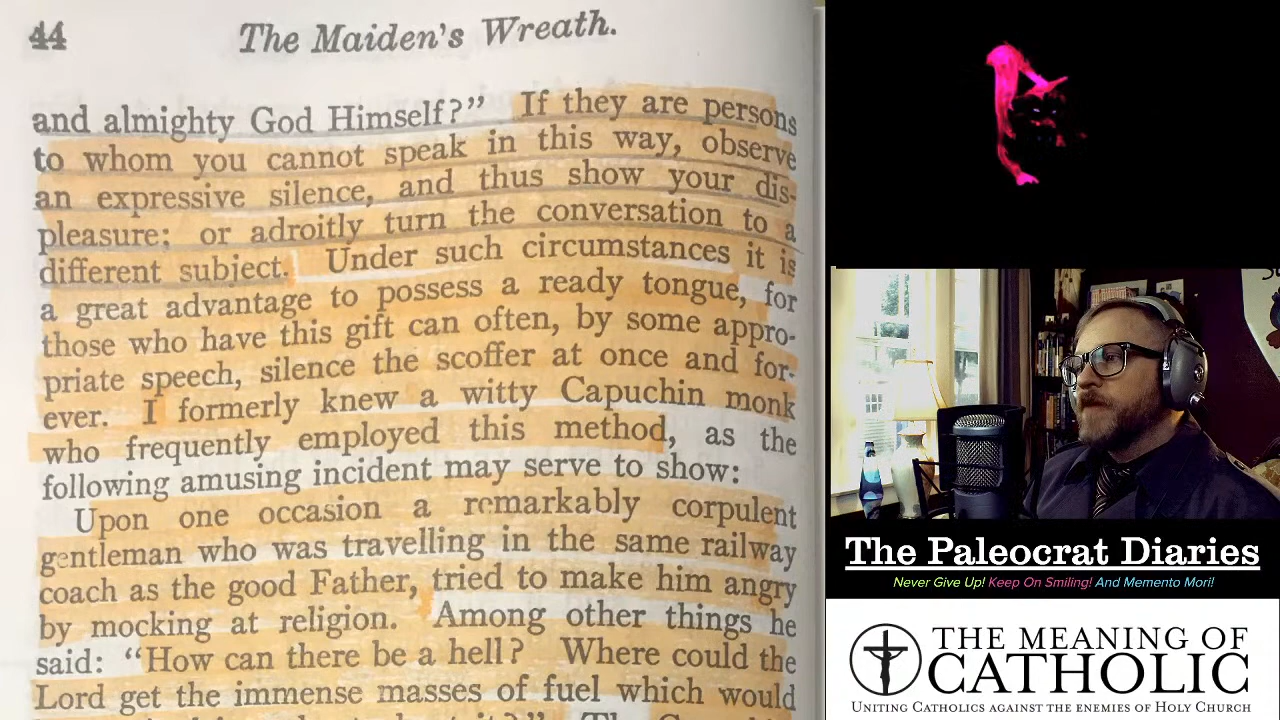 44
The Maiden's Wreath.
and almighty God Himself?” If they are persons
to whom you cannot speak in this way, observe
an expressive silence, and thus show your dis-
pleasure; or adroitly turn the conversation to a
different subject. Under such circumstances it is
a great advantage to possess a ready tongue, for
those who have this gift can often, by some appro-
priate speech, silence the scoffer at once and for-
ever. I formerly knew a witty Capuchin monk
who frequently employed this method, as the
following amusing incident may serve to show:
Upon one occasion a remarkably corpulent
gentleman who was travelling in the same railway
coach as the good Father, tried to make him angry
by mocking at religion. Among other things he
said: “How can there be a hell? Where could the
Lord get the immense masses of fuel which would
The Paleocrat Diaries
Never Give Up! Keep On Smiling! And Memento Mori!
THE MEANING OF
CATHOLIC
UNITING CATHOLICS AGAINST THE ENEMIES OF HOLY CHURCH